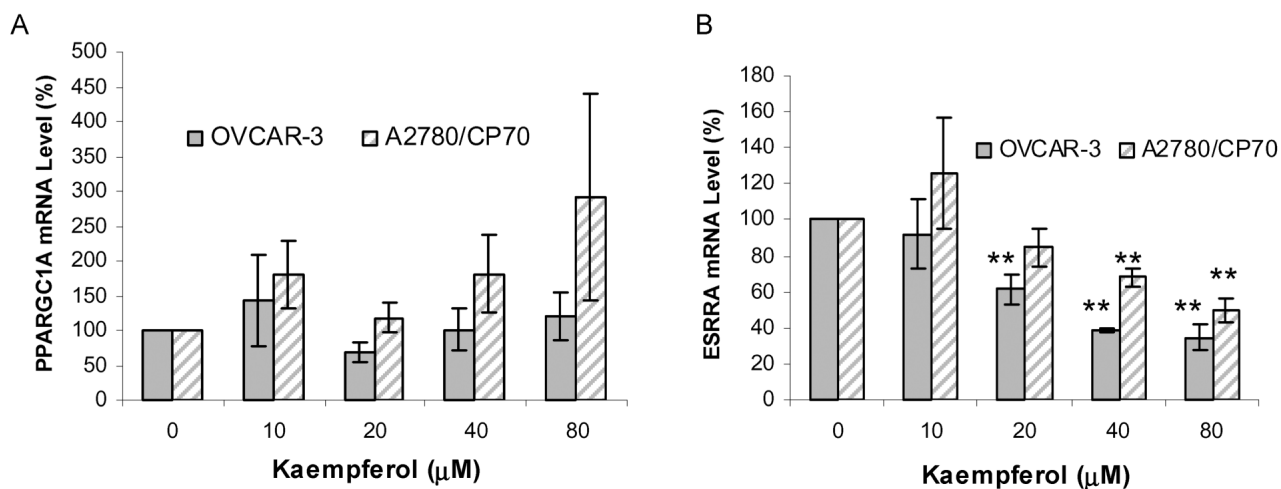 A
PPARGC1A mRNA Level (%)
500
450
400
350
300
250
200
150
100
50
0
OVCAR-3 A2780/CP70
0 10 20 40 80
Kaempferol (μM)
B
ESRRA mRNA Level (%)
180
160
140
120
100
80
60
40
20
0
OVCAR-3 A2780/CP70
** ** ** ** **
0 10 20 40 80
Kaempferol (μM)